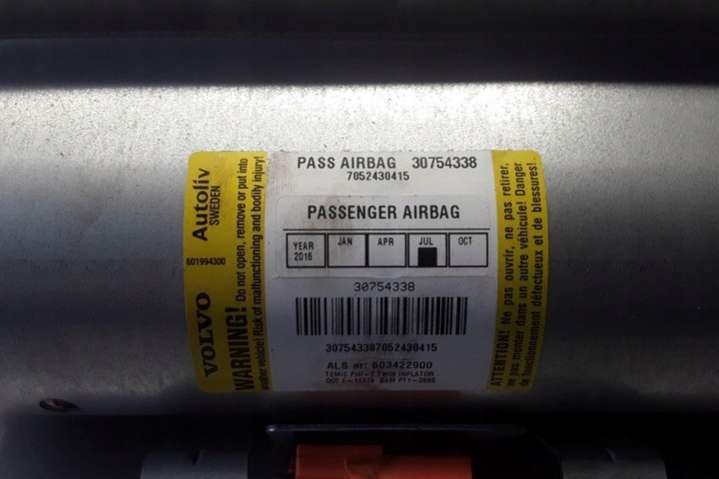 VOLVO
Autoliv
SWEDEN
601994300
WARNING! Do not open, remove or put into
another vehicle! Risk of malfunctioning and bodily injury!
PASS AIRBAG 30754338
7052430415
PASSENGER AIRBAG
YEAR 2016 JAN APR JUL OCT
30754338
307543387052430415
ALS nr: 603422900
TWIN INFLATOR
ATTENTION! Ne pas ouvrir, ne pas retirer,
ne pas monter dans un autre véhicule! Danger
de fonctionnement défectueux et de blessures!